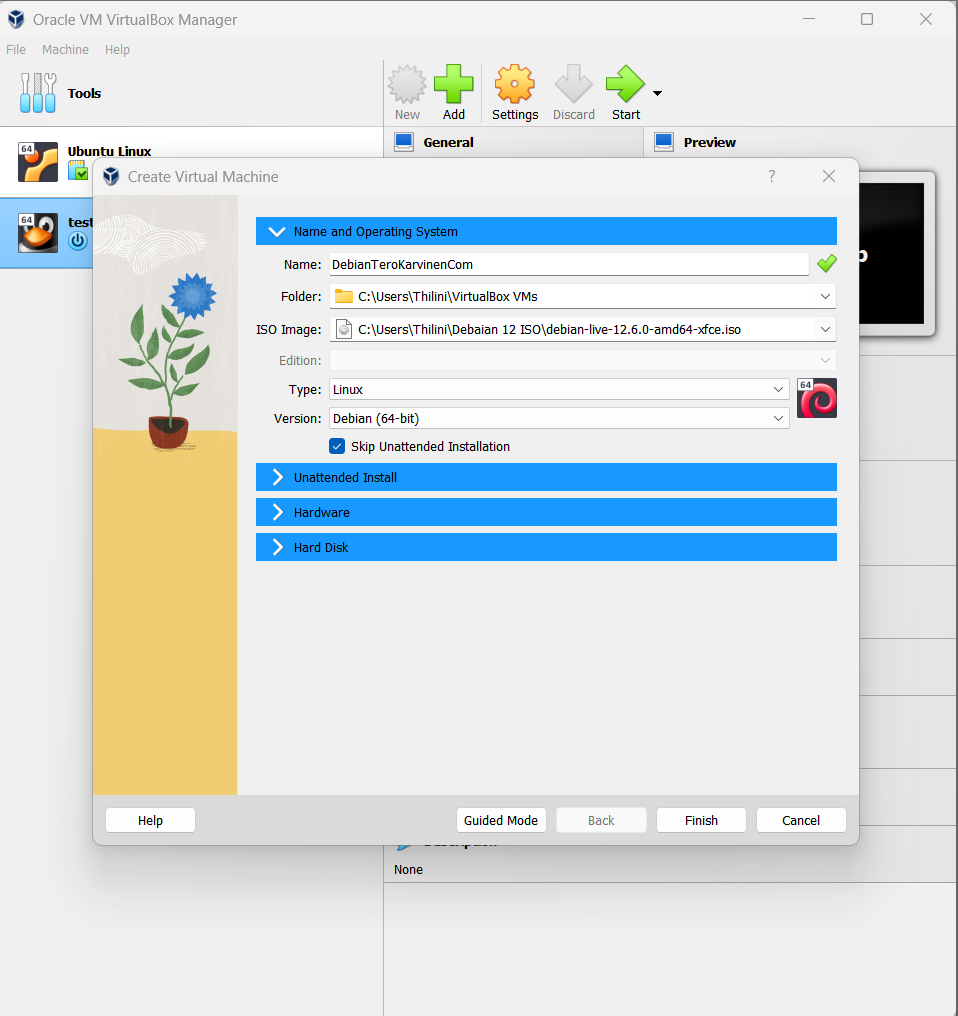 Oracle VM VirtualBox Manager
File Machine Help
Tools
New Add Settings Discard Start
64 Ubuntu Linux
General Preview
64 test
Create Virtual Machine ?
Name and Operating System
Name: DebianTeroKarvinenCom
Folder: C:\Users\Thilini\VirtualBox VMs
ISO Image: C:\Users\Thilini\Debaian 12 ISO\debian-live-12.6.0-amd64-xfce.iso
Edition:
Type: Linux
64
Version: Debian (64-bit)
Skip Unattended Installation
Unattended Install
Hardware
Hard Disk
Help Guided Mode Back Finish Cancel
None